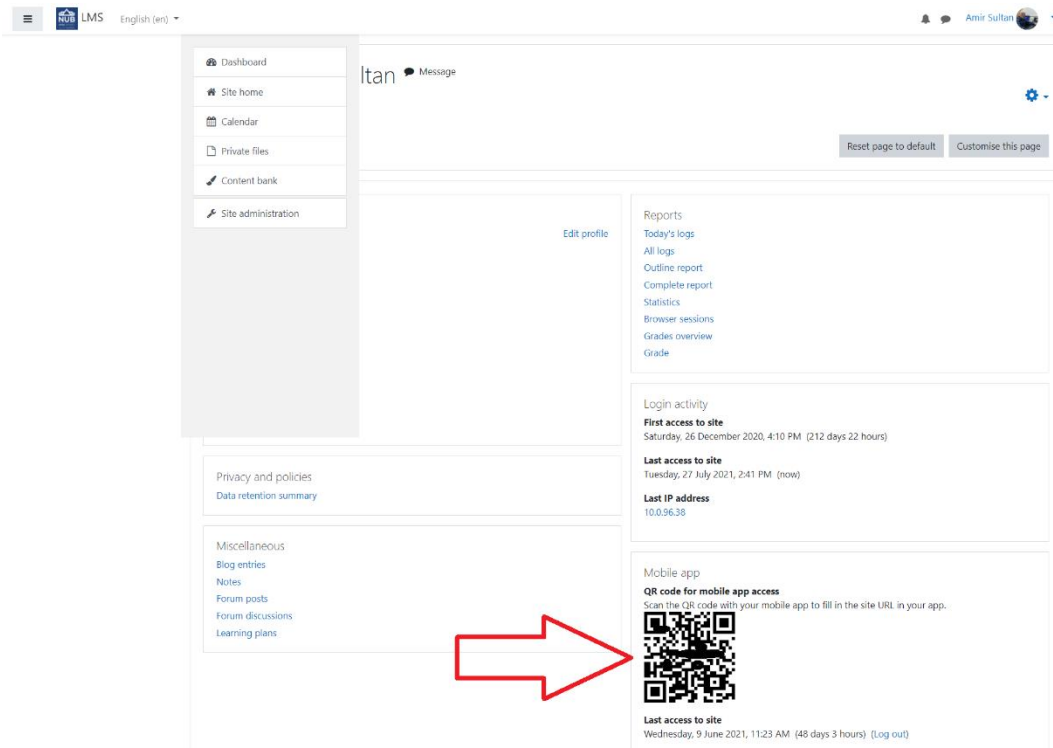 NUB LMS English (en) Amir Sultan
Dashboard
Site home
Calendar
Private files
Content bank
Site administration
ltan Message
Reset page to default Customise this page
Edit profile
Privacy and policies
Data retention summary
Miscellaneous
Blog entries
Notes
Forum posts
Forum discussions
Learning plans
Reports
Today's logs
All logs
Outline report
Complete report
Statistics
Browser sessions
Grades overview
Grade
Login activity
First access to site
Saturday, 26 December 2020, 4:10 PM (212 days 22 hours)
Last access to site
Tuesday, 27 July 2021, 2:41 PM (now)
Last IP address
10.0.96.38
Mobile app
QR code for mobile app access
Scan the QR code with your mobile app to fill in the site URL in your app.
Last access to site
Wednesday, 9 June 2021, 11:23 AM (48 days 3 hours) (Log out)